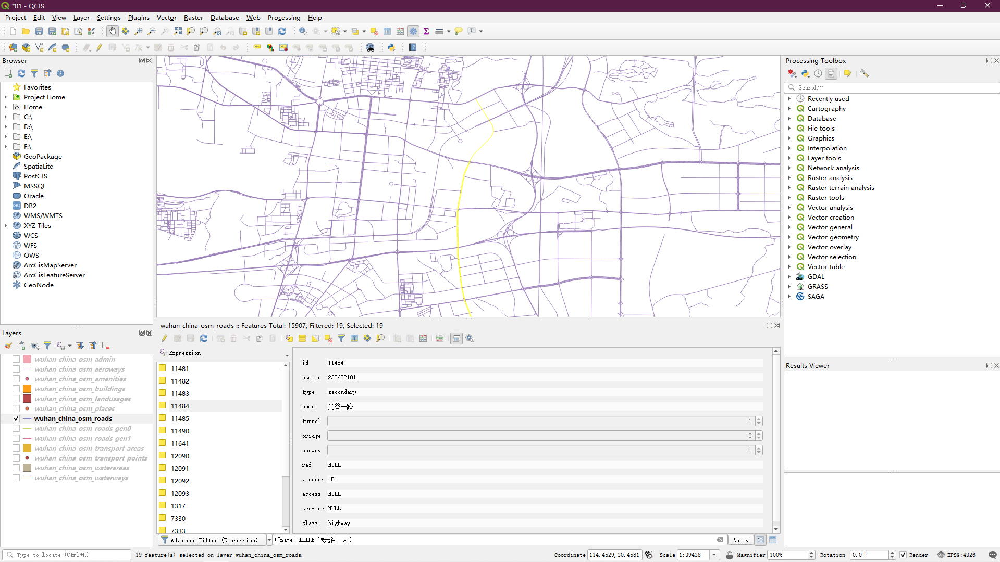 *01 - QGIS
Project Edit View Layer Settings Plugins Vector Raster Database Web Processing Help
Browser
Favorites
Project Home
Home
C:\
D:\
E:\
F:\
GeoPackage
SpatiaLite
PostGIS
MSSQL
Oracle
DB2
WMS/WMTS
XYZ Tiles
WCS
WFS
OWS
ArcGisMapServer
ArcGisFeatureServer
GeoNode
Layers
wuhan_china_osm_admin
wuhan_china_osm_aeroways
wuhan_china_osm_amenities
wuhan_china_osm_buildings
wuhan_china_osm_landusages
wuhan_china_osm_places
wuhan_china_osm_roads
wuhan_china_osm_roads_gen0
wuhan_china_osm_roads_gen1
wuhan_china_osm_transport_areas
wuhan_china_osm_transport_points
wuhan_china_osm_waterareas
wuhan_china_osm_waterways
wuhan_china_osm_roads :: Features Total: 15907, Filtered: 19, Selected: 19
Expression
11481
11482
11483
11484
11485
11490
11641
12090
12091
12092
12093
1317
7330
7333
id 11484
osm_id 233602181
type secondary
name 光谷一路
tunnel 1
bridge 0
oneway 1
ref NULL
z_order -5
access NULL
service NULL
class highway
Advanced Filter (Expression) ("name" ILIKE '%光谷一%') Apply
Processing Toolbox
Search…
Recently used
Cartography
Database
File tools
Graphics
Interpolation
Layer tools
Network analysis
Raster analysis
Raster terrain analysis
Raster tools
Vector analysis
Vector creation
Vector general
Vector geometry
Vector overlay
Vector selection
Vector table
GDAL
GRASS
SAGA
Results Viewer
Type to locate (Ctrl+K) 19 feature(s) selected on layer wuhan_china_osm_roads. Coordinate 114.4529,30.4581 Scale 1:39438 Magnifier 100% Rotation 0.0 ° Render EPSG:4326